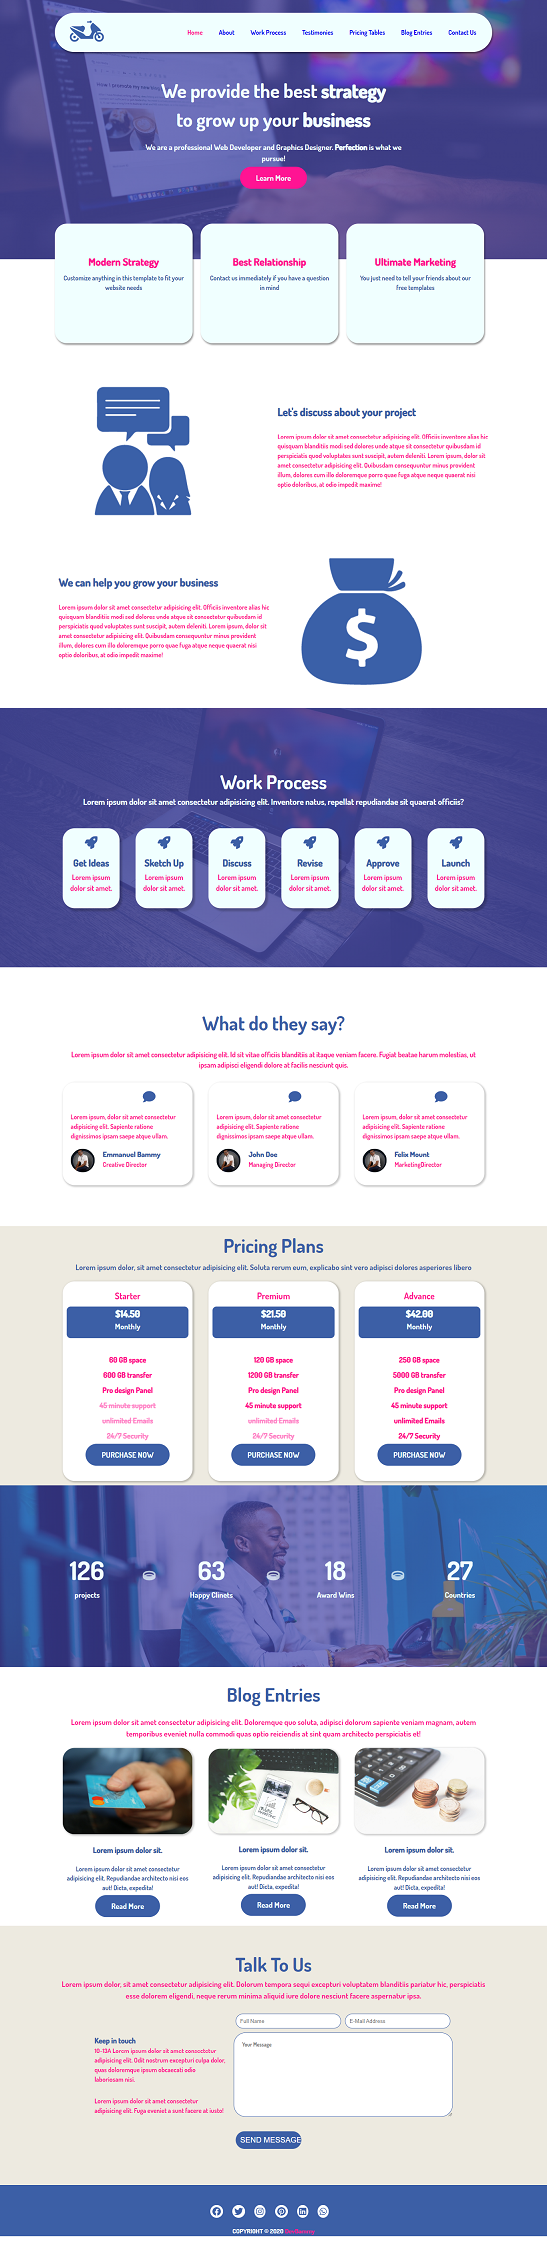 Home About Work Process Testimonies Pricing Tables Blog Entries Contact Us
We provide the best strategy
to grow up your business
We are a professional Web Developer and Graphics Designer. Perfection is what we
pursue!
Learn More
Modern Strategy
Customize anything in this template to fit your
website needs
Best Relationship
Contact us immediately if you have a question
in mind
Ultimate Marketing
You just need to tell your friends about our
free templates
Let's discuss about your project
Lorem ipsum dolor sit amet consectetur adipisicing elit. Officiis inventore alias hic
quisquam blanditiis modi sed dolores unde atque sit consectetur quibusdam id
perspiciatis quod voluptates sunt suscipit, autem deleniti. Lorem ipsum, dolor sit
amet consectetur adipisicing elit. Quibusdam consequuntur minus provident
illum, dolores cum illo doloremque porro quae fuga atque neque quaerat nisi
optio doloribus, at odio impedit maxime!
We can help you grow your business
Lorem ipsum dolor sit amet consectetur adipisicing elit. Officiis inventore alias hic
quisquam blanditiis modi sed dolores unde atque sit consectetur quibusdam id
perspiciatis quod voluptates sunt suscipit, autem deleniti. Lorem ipsum, dolor sit
amet consectetur adipisicing elit. Quibusdam consequuntur minus provident
illum, dolores cum illo doloremque porro quae fuga atque neque quaerat nisi
optio doloribus, at odio impedit maxime!
$
Work Process
Lorem ipsum dolor sit amet consectetur adipisicing elit. Inventore natus, repellat repudiandae sit quaerat officiis?
Get Ideas
Lorem ipsum
dolor sit amet.
Sketch Up
Lorem ipsum
dolor sit amet.
Discuss
Lorem ipsum
dolor sit amet.
Revise
Lorem ipsum
dolor sit amet.
Approve
Lorem ipsum
dolor sit amet.
Launch
Lorem ipsum
dolor sit amet.
What do they say?
Lorem ipsum dolor sit amet consectetur adipisicing elit. Id sit vitae officiis blanditiis at itaque veniam facere. Fugiat beatae harum molestias, ut
ipsam adipisci eligendi dolore at facilis nesciunt quis.
Lorem ipsum, dolor sit amet consectetur
adipisicing elit. Sapiente ratione
dignissimos ipsam saepe atque ullam.
Emmanuel Bammy
Creative Director
Lorem ipsum, dolor sit amet consectetur
adipisicing elit. Sapiente ratione
dignissimos ipsam saepe atque ullam.
John Doe
Managing Director
Lorem ipsum, dolor sit amet consectetur
adipisicing elit. Sapiente ratione
dignissimos ipsam saepe atque ullam.
Felix Mount
MarketingDirector
Pricing Plans
Lorem ipsum dolor, sit amet consectetur adipisicing elit. Soluta rerum eum, explicabo sint vero adipisci dolores asperiores libero
Starter
$14.50
Monthly
60 GB space
600 GB transfer
Pro design Panel
45 minute support
unlimited Emails
24/7 Security
PURCHASE NOW
Premium
$21.50
Monthly
120 GB space
1200 GB transfer
Pro design Panel
45 minute support
unlimited Emails
24/7 Security
PURCHASE NOW
Advance
$42.00
Monthly
250 GB space
5000 GB transfer
Pro design Panel
45 minute support
unlimited Emails
24/7 Security
PURCHASE NOW
126
projects
63
Happy Clinets
18
Award Wins
27
Countries
Blog Entries
Lorem ipsum dolor sit amet consectetur adipisicing elit. Doloremque quo soluta, adipisci dolorum sapiente veniam magnam, autem
temporibus eveniet nulla commodi quas optio reiciendis at sint quam architecto perspiciatis et!
Lorem ipsum dolor sit.
Lorem ipsum dolor sit amet consectetur
adipisicing elit. Repudiandae architecto nisi eos
aut! Dicta, expedita!
Read More
Lorem ipsum dolor sit.
Lorem ipsum dolor sit amet consectetur
adipisicing elit. Repudiandae architecto nisi eos
aut! Dicta, expedita!
Read More
Lorem ipsum dolor sit.
Lorem ipsum dolor sit amet consectetur
adipisicing elit. Repudiandae architecto nisi eos
aut! Dicta, expedita!
Read More
Talk To Us
Lorem ipsum dolor, sit amet consectetur adipisicing elit. Dolorum tempora sequi excepturi voluptatem blanditiis pariatur hic, perspiciatis
esse dolorem eligendi, neque rerum minima aliquid iure dolore nesciunt facere aspernatur ipsa.
Keep in touch
10-13A Lorem ipsum dolor sit amet consectetur
adipisicing elit. Odit nostrum excepturi culpa dolor,
quas doloremque ipsum obcaecati odio
laboriosam nisi.
Lorem ipsum dolor sit amet consectetur
adipisicing elit. Fuga eveniet a sunt facere at iusto!
Full Name
E-Mail Address
Your Message
SEND MESSAGE
COPYRIGHT © 2020